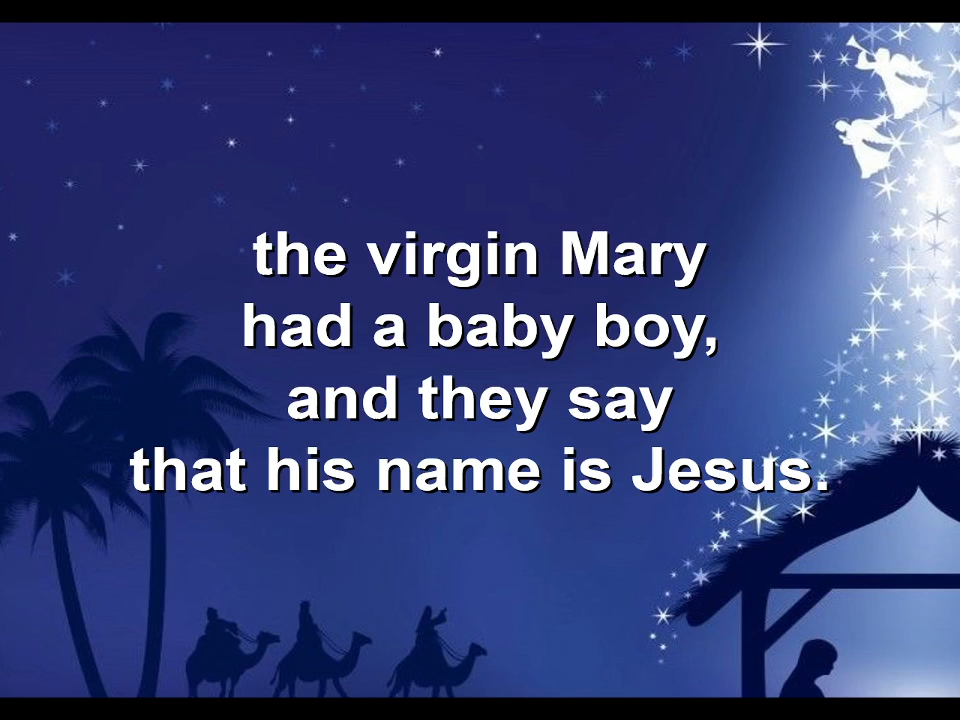 the virgin Mary
had a baby boy,
and they say
that his name is Jesus.